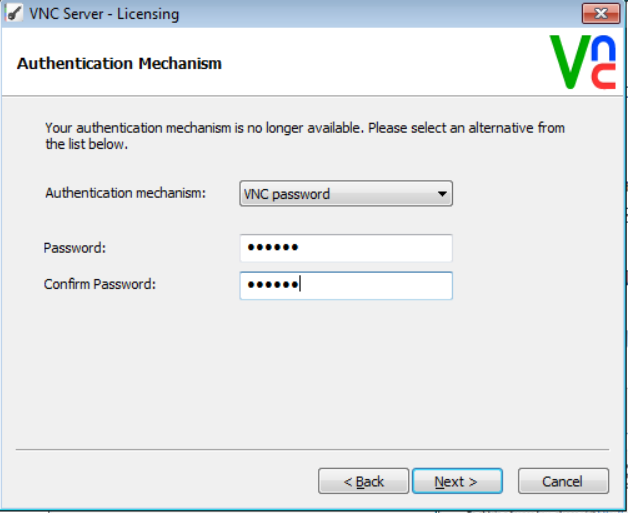 VNC Server - Licensing
Authentication Mechanism
VNC
Your authentication mechanism is no longer available. Please select an alternative from
the list below.
Authentication mechanism: VNC password
Password: ••••••
Confirm Password: ••••••
< Back Next > Cancel